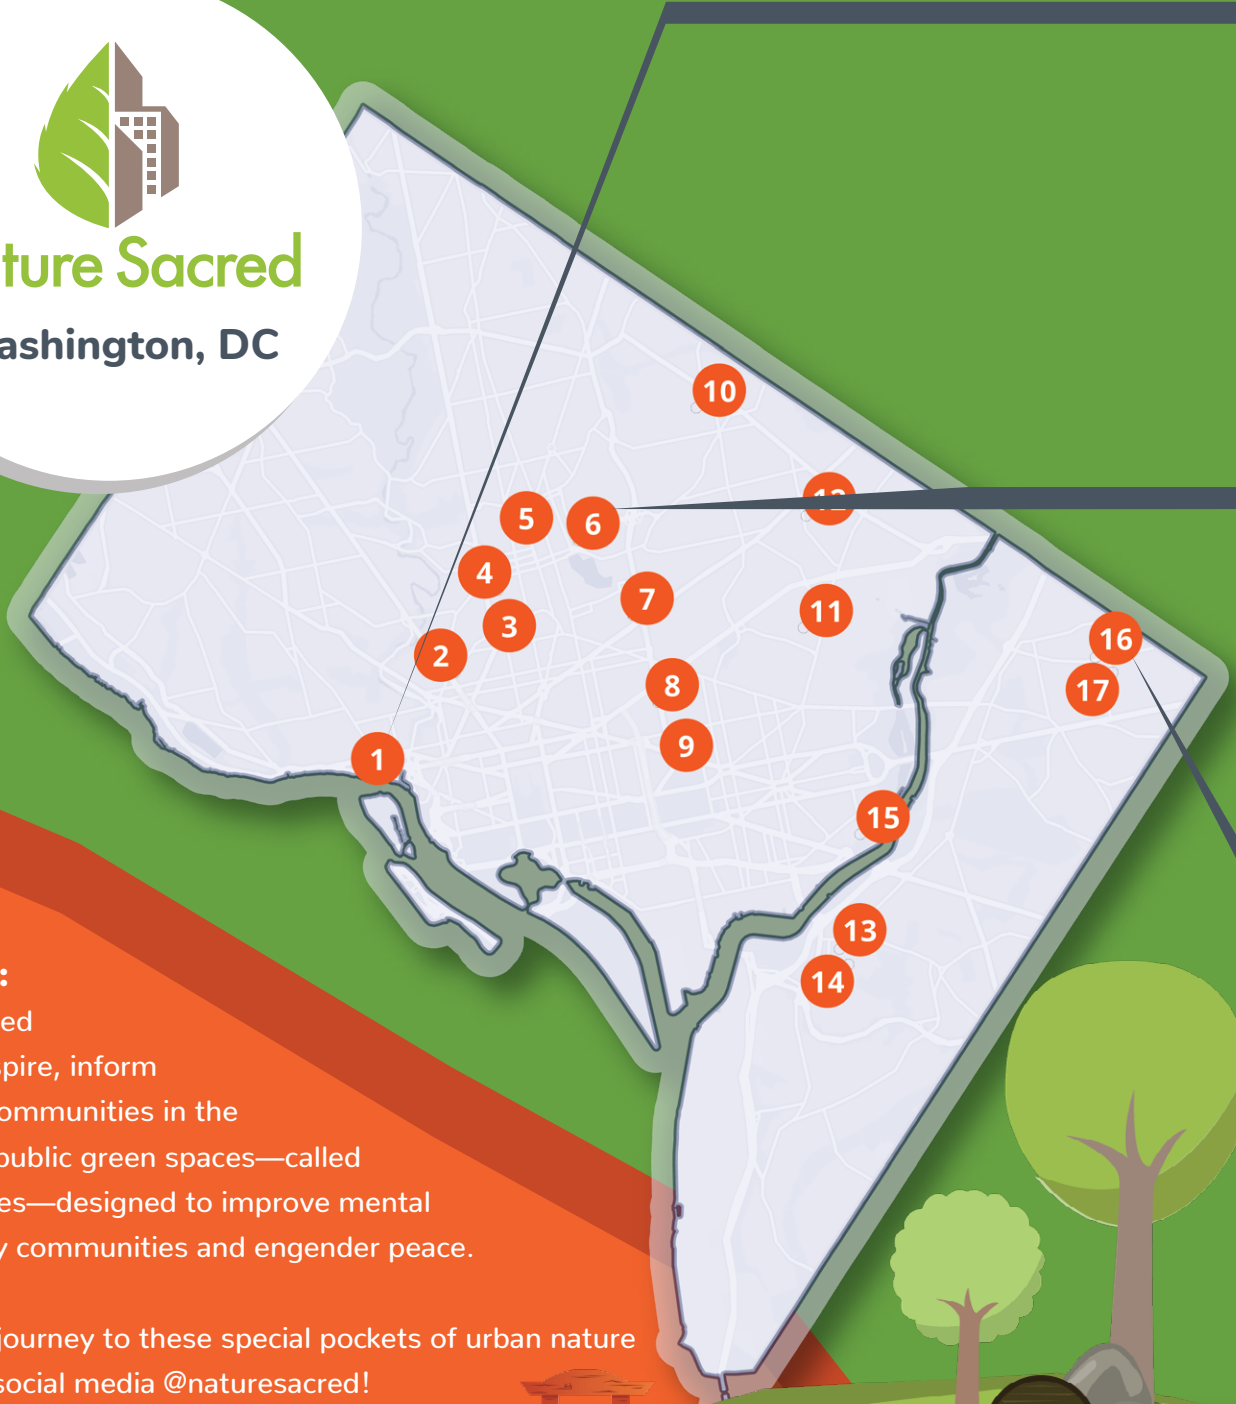 ture Sacred
ashington, DC
10
12
5
6
4
7
11
3
16
2
17
8
9
1
15
13
14
:
ed
spire, inform
ommunities in the
public green spaces—called
es—designed to improve mental
y communities and engender peace.
journey to these special pockets of urban nature
social media @naturesacred!